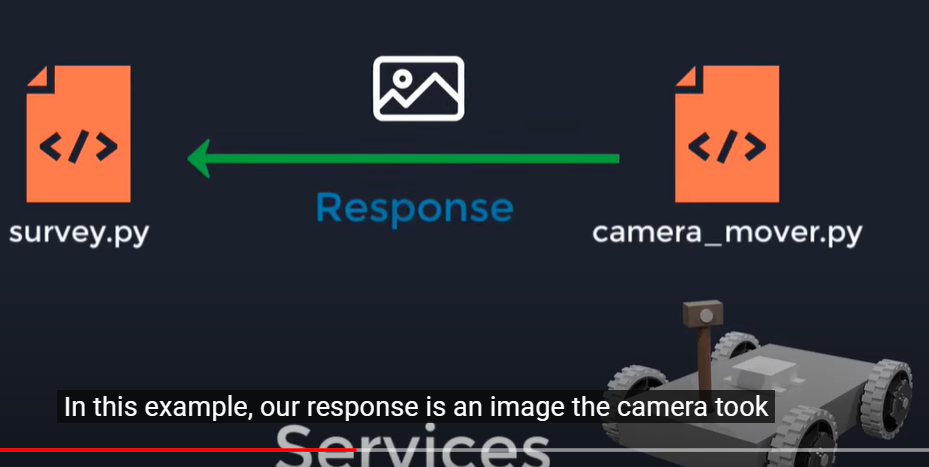 </>
</>
Response
survey.py
camera_mover.py
In this example, our response is an image the camera took
Services